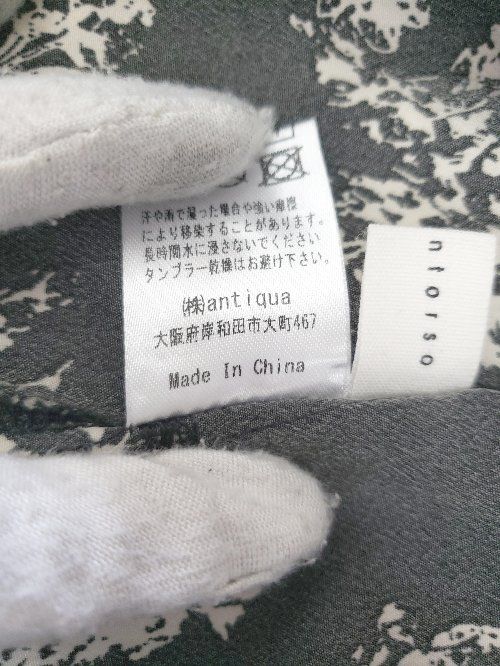 汗や雨で湿った場合や強い摩擦
により移染することがあります。
長時間水に浸さないでください
タンブラー乾燥はお避け下さい。
(株)antiqua
大阪府岸和田市大町467
Made In China
ntorso